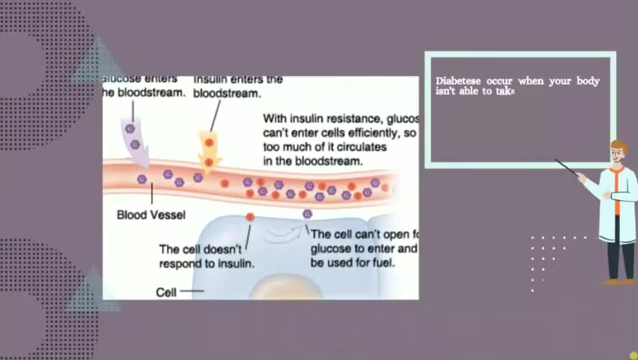 Glucose enters
the bloodstream.
Insulin enters the
bloodstream.
With insulin resistance, glucos
can't enter cells efficiently, so
too much of it circulates
in the bloodstream.
Blood Vessel
The cell doesn't
respond to insulin.
The cell can't open fo
glucose to enter and
be used for fuel.
Cell
Diabetese occur when your body
isn't able to take